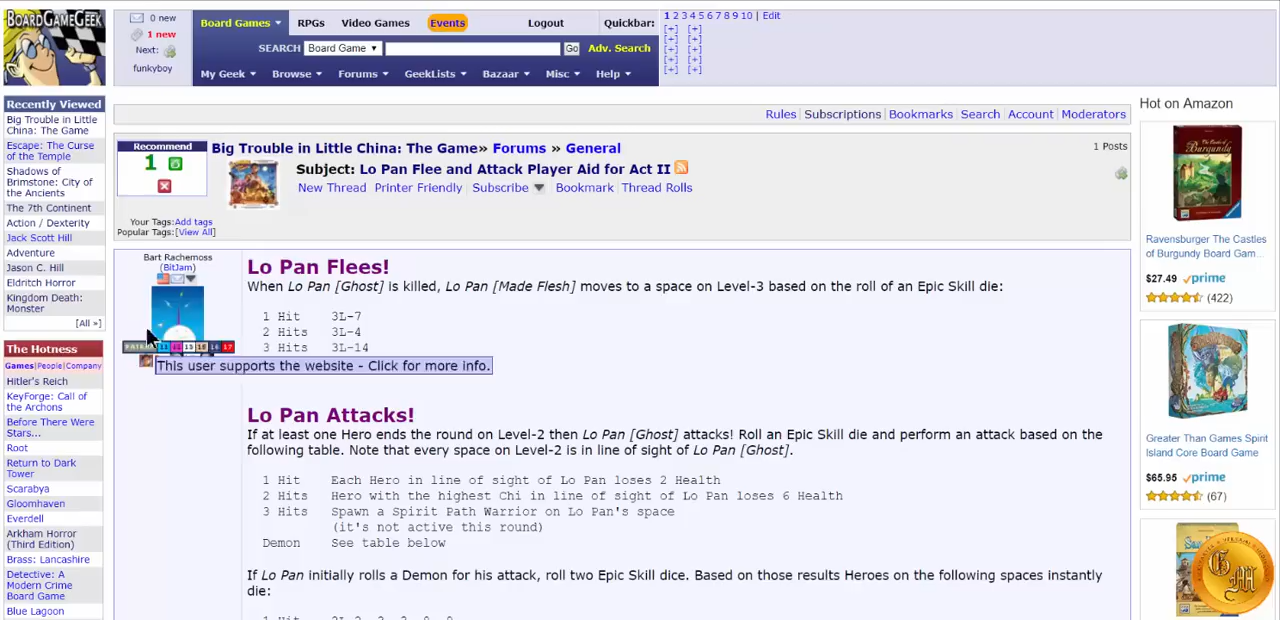 BOARDGAMEGEEK
0 new
1 new
Next:
funkyboy
Board Games
RPGs
Video Games
Events
Logout
Quickbar:
1 2 3 4 5 6 7 8 9 10 | Edit
[+] [+]
[+] [+]
[+] [+]
[+] [+]
[+] [+]
SEARCH Board Game Go Adv. Search
My Geek Browse Forums GeekLists Bazaar Misc Help
Recently Viewed
Big Trouble in Little
China: The Game
Escape: The Curse
of the Temple
Shadows of
Brimstone: City of
the Ancients
The 7th Continent
Action / Dexterity
Jack Scott Hill
Adventure
Jason C. Hill
Eldritch Horror
Kingdom Death:
Monster
[All »]
The Hotness
Games|People|Company
Hitler's Reich
KeyForge: Call of
the Archons
Before There Were
Stars...
Root
Return to Dark
Tower
Scarabya
Gloomhaven
Everdell
Arkham Horror
(Third Edition)
Brass: Lancashire
Detective: A
Modern Crime
Board Game
Blue Lagoon
Rules | Subscriptions | Bookmarks | Search | Account | Moderators
Recommend
1
Big Trouble in Little China: The Game» Forums » General
1 Posts
Subject: Lo Pan Flee and Attack Player Aid for Act II
New Thread Printer Friendly Subscribe Bookmark Thread Rolls
Your Tags: Add tags
Popular Tags: [View All]
Bart Rachemoss
(BitJam)
This user supports the website - Click for more info.
Lo Pan Flees!
When Lo Pan [Ghost] is killed, Lo Pan [Made Flesh] moves to a space on Level-3 based on the roll of an Epic Skill die:
1 Hit 3L-7
2 Hits 3L-4
3 Hits 3L-14
Lo Pan Attacks!
If at least one Hero ends the round on Level-2 then Lo Pan [Ghost] attacks! Roll an Epic Skill die and perform an attack based on the
following table. Note that every space on Level-2 is in line of sight of Lo Pan [Ghost].
1 Hit Each Hero in line of sight of Lo Pan loses 2 Health
2 Hits Hero with the highest Chi in line of sight of Lo Pan loses 6 Health
3 Hits Spawn a Spirit Path Warrior on Lo Pan's space
(it's not active this round)
Demon See table below
If Lo Pan initially rolls a Demon for his attack, roll two Epic Skill dice. Based on those results Heroes on the following spaces instantly
die:
Hot on Amazon
Ravensburger The Castles
of Burgundy Board Gam...
$27.49 prime
(422)
Greater Than Games Spirit
Island Core Board Game
$65.95 prime
(67)
GM